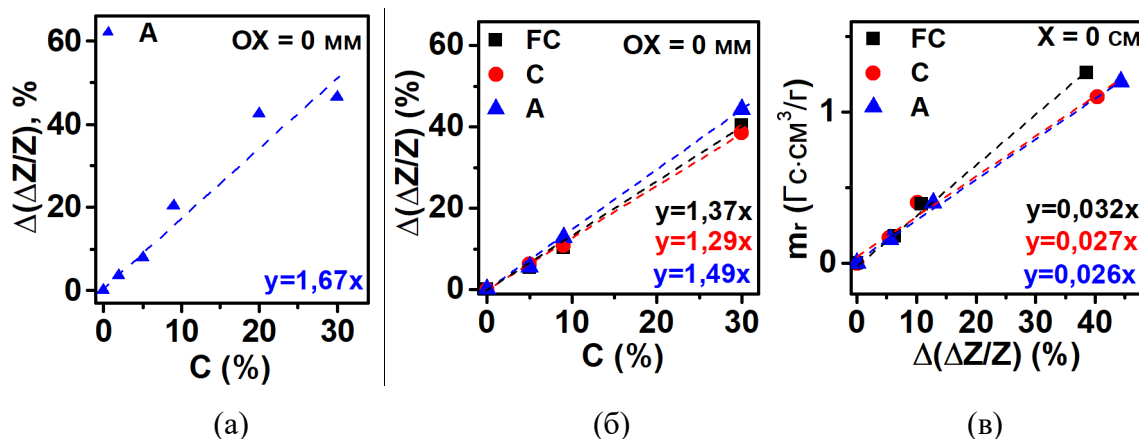 A
OX = 0 мм
60
40
20
0
Δ(ΔZ/Z), %
y=1,67x
0 10 20 30
C (%)
(а)
FC
C
A
OX = 0 мм
60
40
20
0
Δ(ΔZ/Z) (%)
y=1,37x
y=1,29x
y=1,49x
0 10 20 30
C (%)
(б)
FC
C
A
X = 0 см
1
0
mr (Гс·см³/г)
y=0,032x
y=0,027x
y=0,026x
0 10 20 30 40
Δ(ΔZ/Z) (%)
(в)